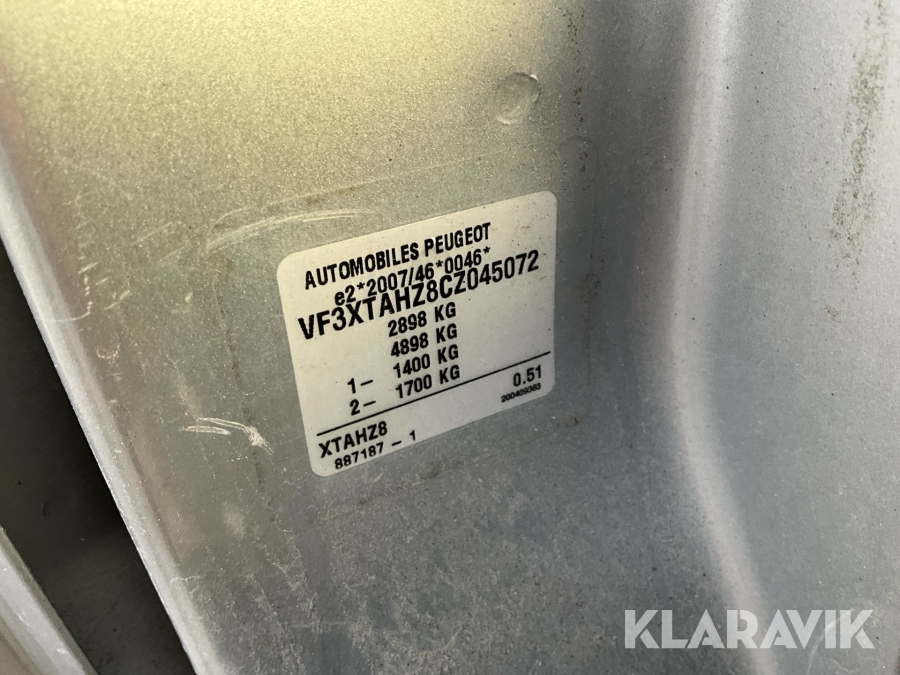 AUTOMOBILES PEUGEOT
e2*2007/46*0046*
VF3XTAHZ8CZ045072
2898 KG
4898 KG
1- 1400 KG
2- 1700 KG
0.51
200409363
XTAHZ8
887187 - 1
KLARAVIK